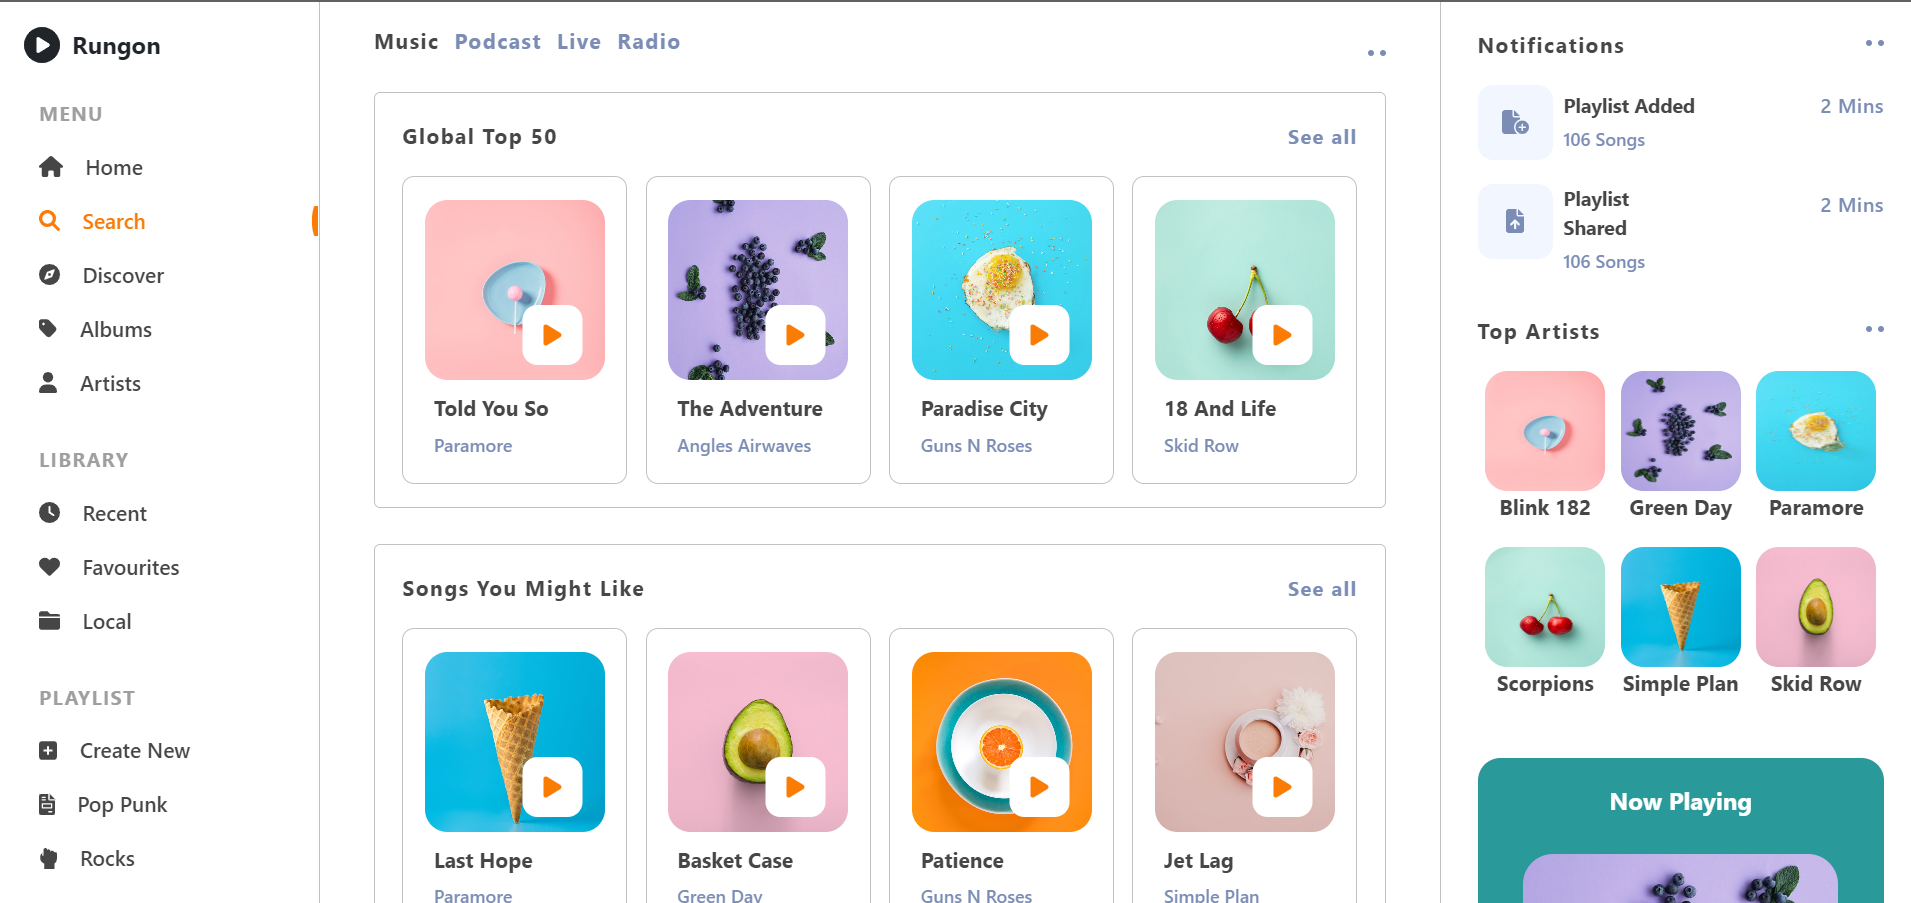 Rungon
MENU
Home
Search
Discover
Albums
Artists
LIBRARY
Recent
Favourites
Local
PLAYLIST
Create New
Pop Punk
Rocks
Music Podcast Live Radio
Global Top 50
See all
Told You So
Paramore
The Adventure
Angles Airwaves
Paradise City
Guns N Roses
18 And Life
Skid Row
Songs You Might Like
See all
Last Hope
Paramore
Basket Case
Green Day
Patience
Guns N Roses
Jet Lag
Simple Plan
Notifications
Playlist Added
2 Mins
106 Songs
Playlist
Shared
2 Mins
106 Songs
Top Artists
Blink 182
Green Day
Paramore
Scorpions
Simple Plan
Skid Row
Now Playing